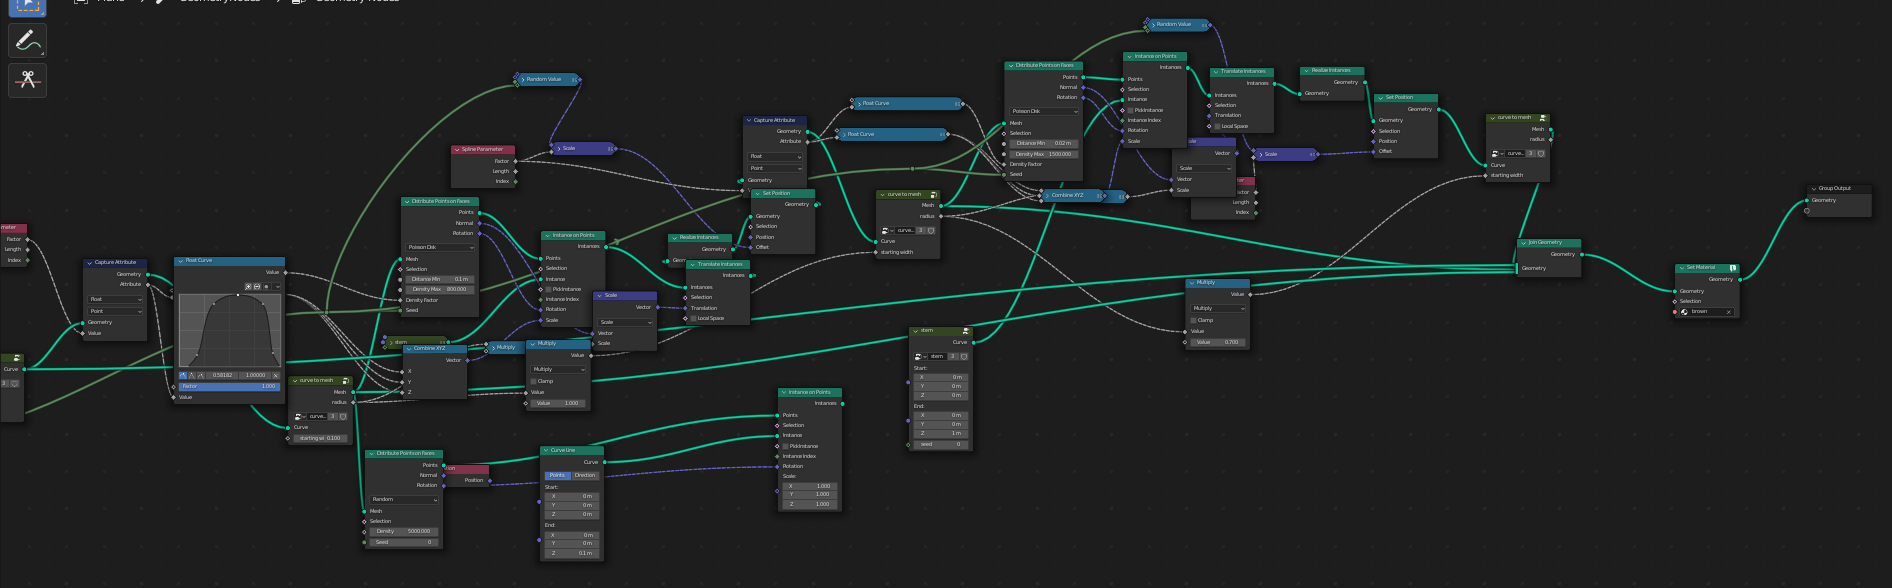 Random Value
Random Value
Instance on Points
Instances
Points
Selection
Instance
Pick Instance
Instance Index
Rotation
Scale
Distribute Points on Faces
Points
Normal
Rotation
Poisson Disk
Mesh
Selection
Distance Min 0.02 m
Density Max 1500.000
Density Factor
Seed
Translate Instances
Instances
Instances
Selection
Translation
Local Space
Realize Instances
Geometry
Geometry
Set Position
Geometry
Geometry
Selection
Position
Offset
curve to mesh
Mesh
radius
curve... 3
Curve
starting width
Float Curve
Float Curve
Capture Attribute
Geometry
Attribute
Float
Point
Geometry
Spline Parameter
Factor
Length
Index
Scale
Scale
Vector
Scale
Vector
Scale
Length
Index
Combine XYZ
Set Position
Geometry
Geometry
Selection
Position
Offset
curve to mesh
Mesh
radius
curve... 3
Curve
starting width
Group Output
Geometry
Distribute Points on Faces
Points
Normal
Rotation
Poisson Disk
Mesh
Selection
Distance Min 0.1 m
Density Max 800.000
Density Factor
Seed
Instance on Points
Instances
Points
Selection
Instance
Pick Instance
Instance Index
Rotation
Scale
Realize Instances
Geometry
Translate Instances
Instances
Instances
Selection
Translation
Local Space
Scale
Vector
Scale
Vector
Scale
Join Geometry
Geometry
Geometry
Set Material
Geometry
Geometry
Selection
brown
Multiply
Value
Multiply
Clamp
Value
Value 0.700
Factor
Length
Index
Capture Attribute
Geometry
Attribute
Float
Point
Geometry
Value
Float Curve
Value
0.58182 1.00000
Factor 1.000
Value
Curve
3
stem
Combine XYZ
Vector
X
Y
Z
Multiply
Multiply
Value
Multiply
Clamp
Value
Value 1.000
curve to mesh
Mesh
radius
curve... 3
Curve
starting wi 0.100
stem
Curve
stem 3
Start:
X 0 m
Y 0 m
Z 0 m
End:
X 0 m
Y 0 m
Z 1 m
seed 0
Distribute Points on Faces
Points
Normal
Rotation
Random
Mesh
Selection
Density 5000.000
Seed 0
Position
Curve Line
Curve
Points Direction
Start:
X 0 m
Y 0 m
Z 0 m
End:
X 0 m
Y 0 m
Z 0.1 m
Instance on Points
Instances
Points
Selection
Instance
Pick Instance
Instance Index
Rotation
Scale:
X 1.000
Y 1.000
Z 1.000